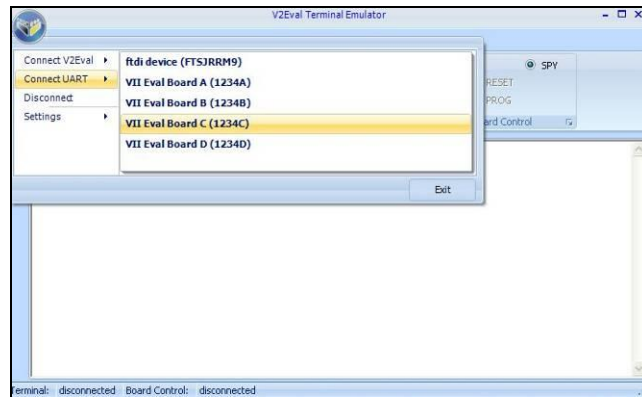 V2Eval Terminal Emulator
Connect V2Eval
Connect UART
Disconnect
Settings
ftdi device (FTSJRRM9)
VII Eval Board A (1234A)
VII Eval Board B (1234B)
VII Eval Board C (1234C)
VII Eval Board D (1234D)
SPY
RESET
PROG
ard Control
Exit
Terminal: disconnected Board Control: disconnected